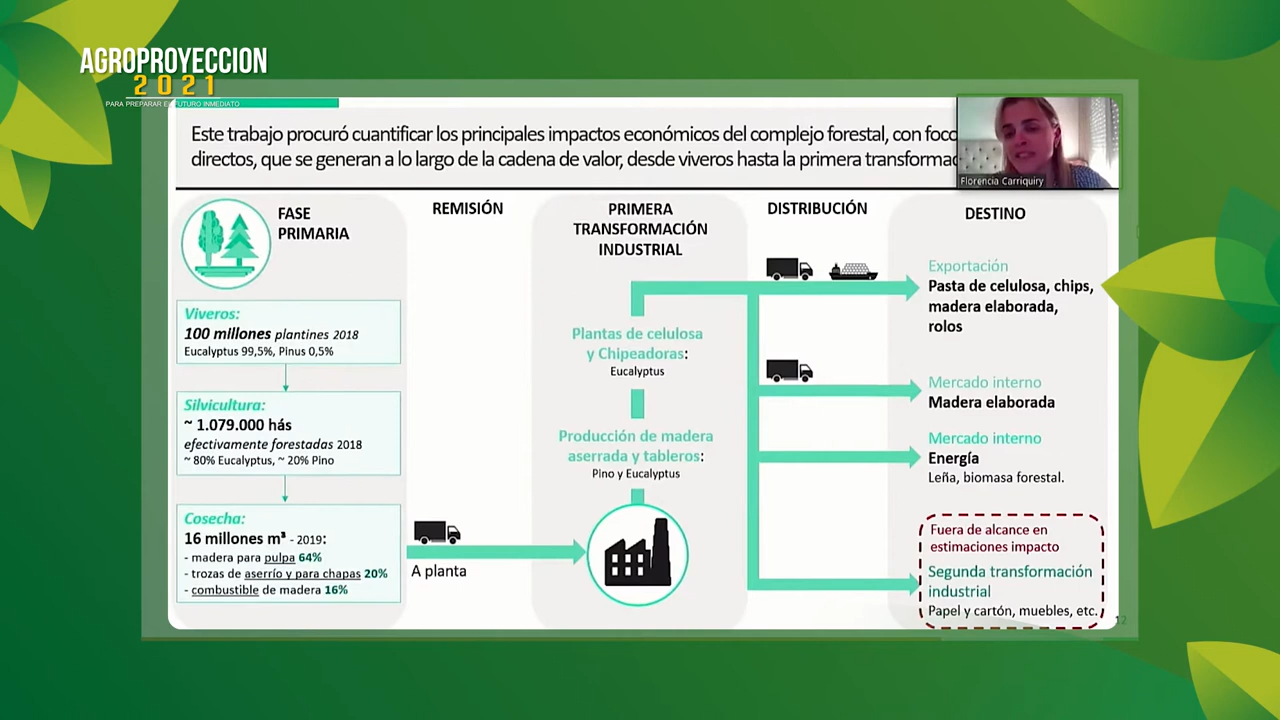 AGROPROYECCION
2021
PARA PREPARAR EL FUTURO INMEDIATO
Este trabajo procuró cuantificar los principales impactos económicos del complejo forestal, con foco
directos, que se generan a lo largo de la cadena de valor, desde viveros hasta la primera
Florencia Carriquiry
FASE
PRIMARIA
REMISIÓN
PRIMERA
TRANSFORMACIÓN
INDUSTRIAL
DISTRIBUCIÓN
DESTINO
Viveros:
100 millones plantines 2018
Eucalyptus 99,5%, Pinus 0,5%
Silvicultura:
~ 1.079.000 hás
efectivamente forestadas 2018
~ 80% Eucalyptus, ~ 20% Pino
Cosecha:
16 millones m³ - 2019:
- madera para pulpa 64%
- trozas de aserrío y para chapas 20%
- combustible de madera 16%
A planta
Plantas de celulosa
y Chipeadoras:
Eucalyptus
Producción de madera
aserrada y tableros:
Pino y Eucalyptus
Exportación
Pasta de celulosa, chips,
madera elaborada,
rolos
Mercado interno
Madera elaborada
Mercado interno
Energía
Leña, biomasa forestal.
Fuera de alcance en
estimaciones impacto
Segunda transformación
industrial
Papel y cartón, muebles, etc.
12